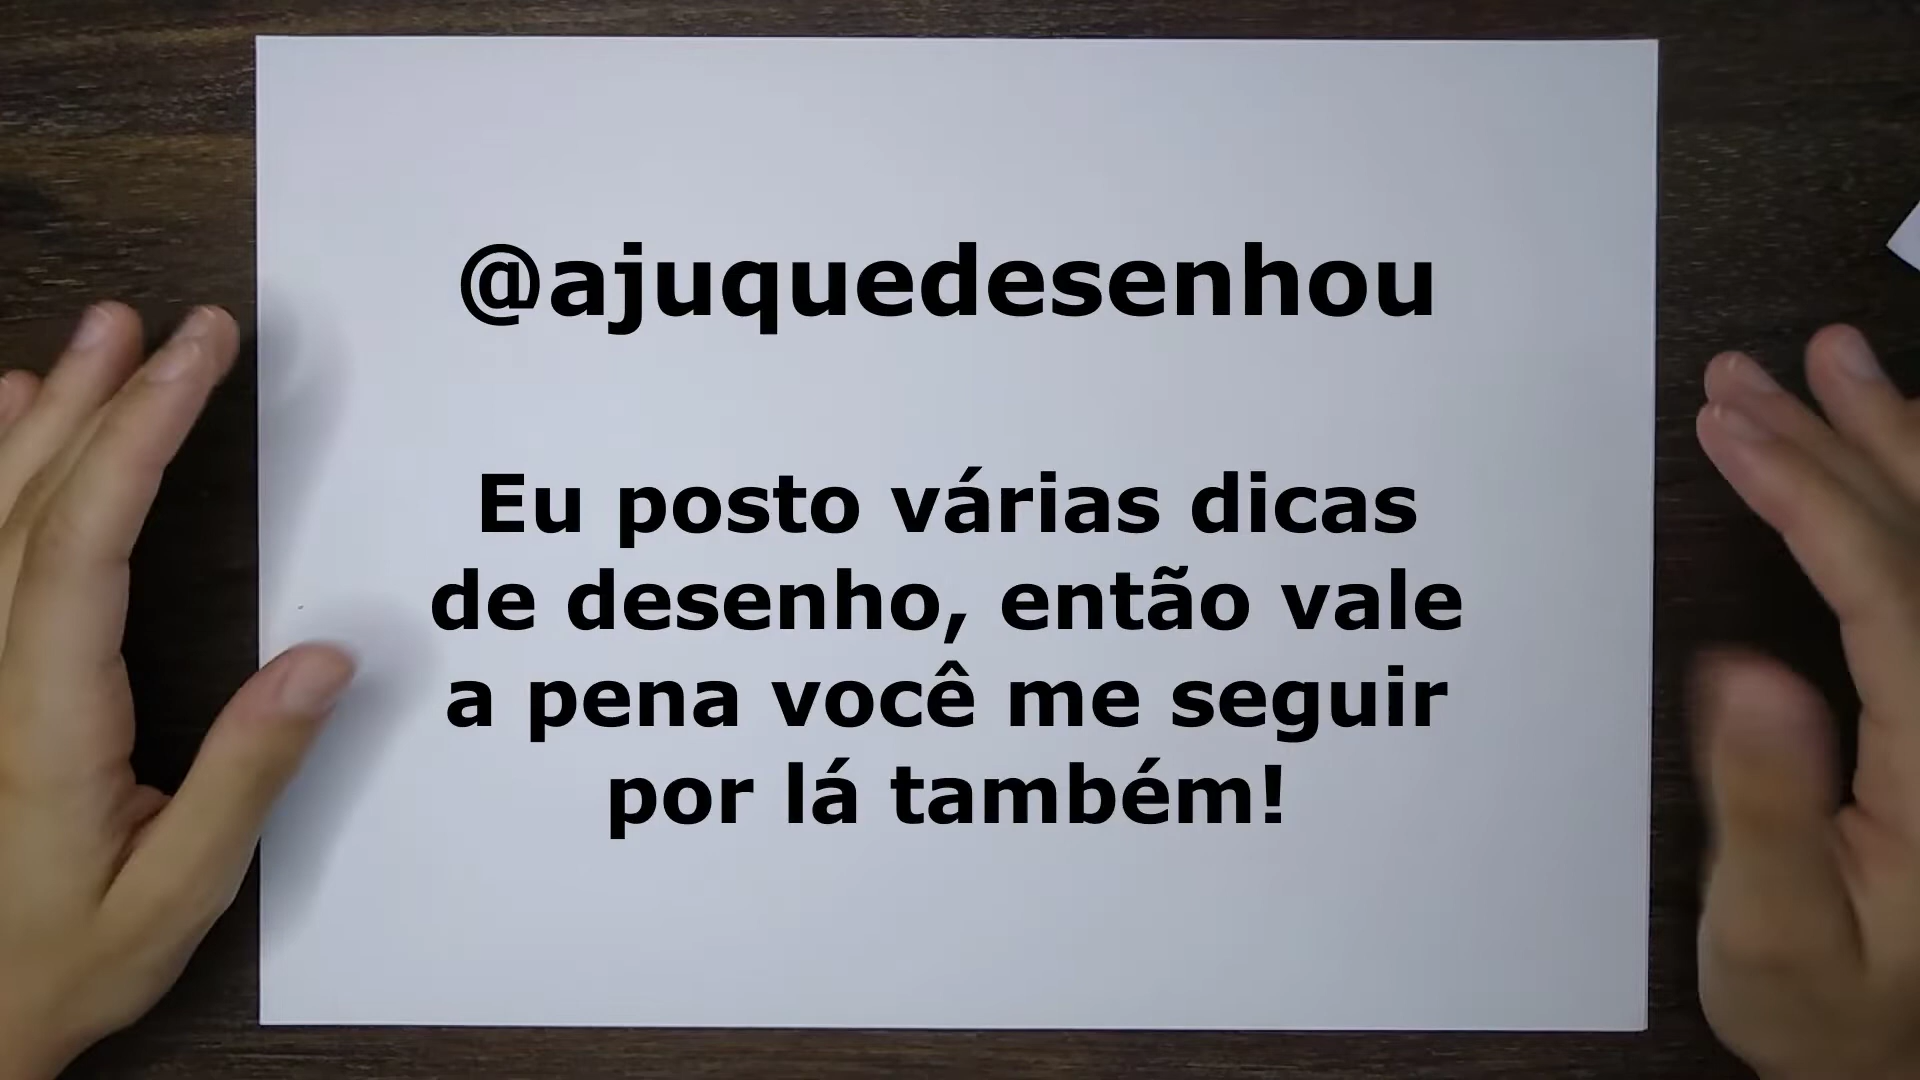 @ajuquedesenhou
Eu posto várias dicas
de desenho, então vale
a pena você me seguir
por lá também!